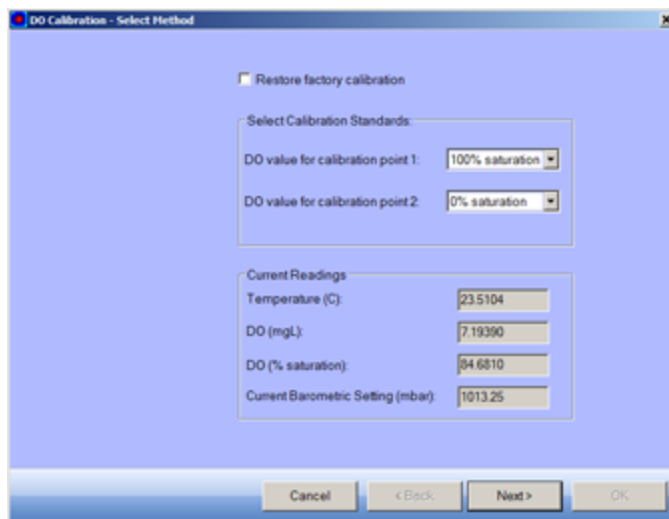 DO Calibration - Select Method
Restore factory calibration
Select Calibration Standards:
DO value for calibration point 1: 100% saturation
DO value for calibration point 2: 0% saturation
Current Readings
Temperature (C): 23.5104
DO (mgL): 7.19390
DO (% saturation): 84.6810
Current Barometric Setting (mbar): 1013.25
Cancel < Back Next > OK